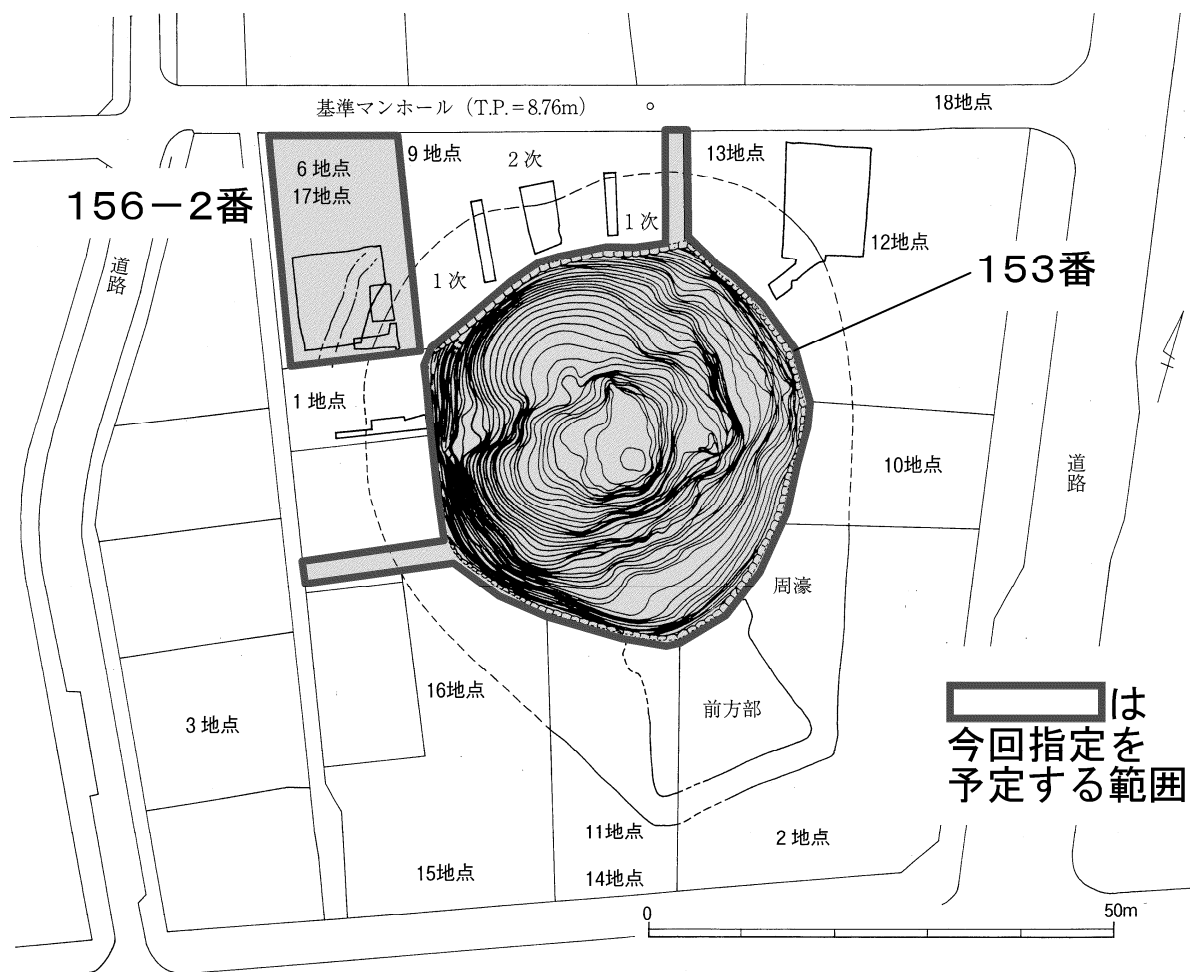 基準マンホール（T.P.=8.76m）
18地点
6地点
17地点
9地点
2次
13地点
156－2番
1次
12地点
道路
1次
153番
1地点
10地点
道路
周濠
16地点
前方部
3地点
は
今回指定を
予定する範囲
11地点
2地点
15地点
14地点
0
50m